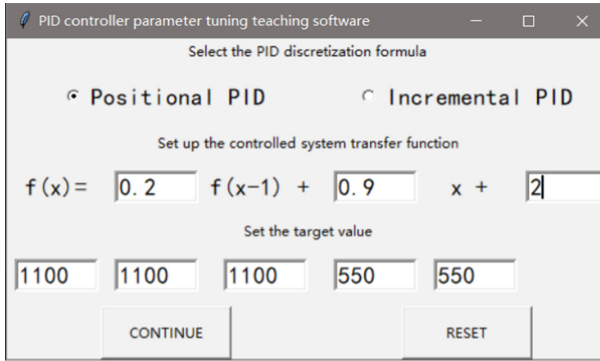 PID controller parameter tuning teaching software
Select the PID discretization formula
Positional PID Incremental PID
Set up the controlled system transfer function
f(x)= 0.2 f(x-1) + 0.9 x + 2
Set the target value
1100 1100 1100 550 550
CONTINUE RESET